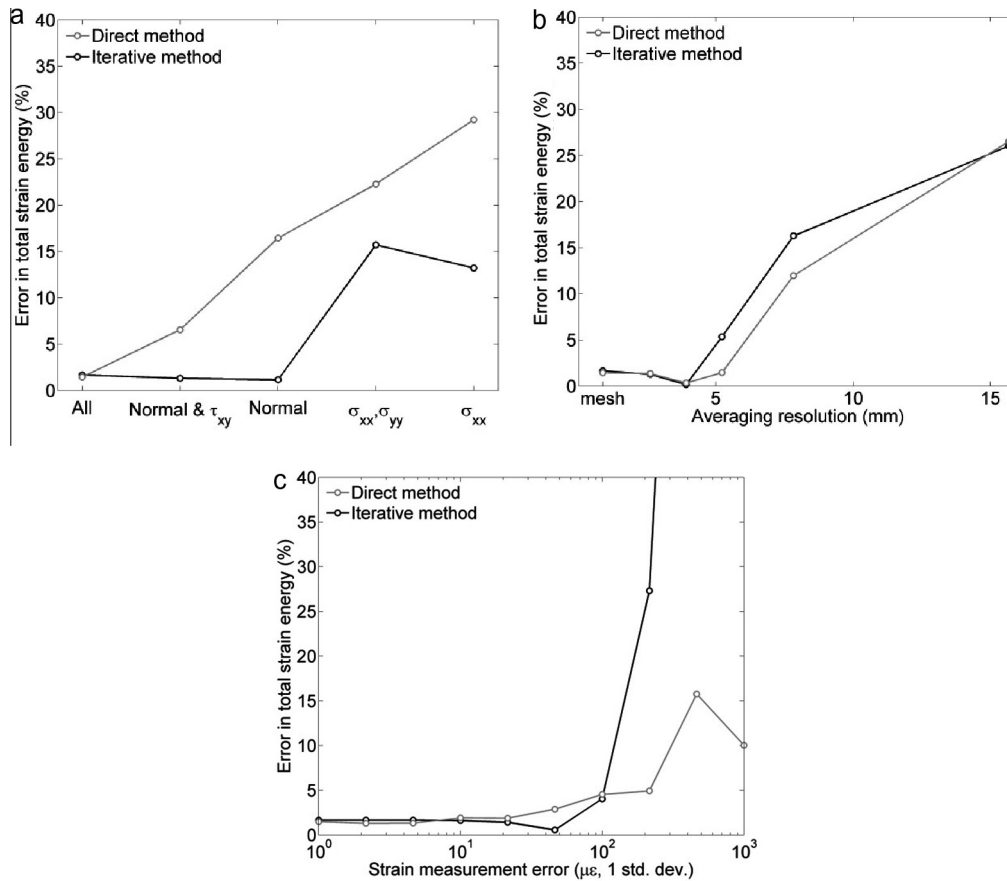 a
40
35
30
25
20
15
10
5
0
Error in total strain energy (%)
Direct method
Iterative method
All
Normal & τxy
Normal
σxx,σyy
σxx
b
40
35
30
25
20
15
10
5
0
Error in total strain energy (%)
Direct method
Iterative method
mesh
5
10
15
Averaging resolution (mm)
c
40
35
30
25
20
15
10
5
0
Error in total strain energy (%)
Direct method
Iterative method
10^0
10^1
10^2
10^3
Strain measurement error (με, 1 std. dev.)